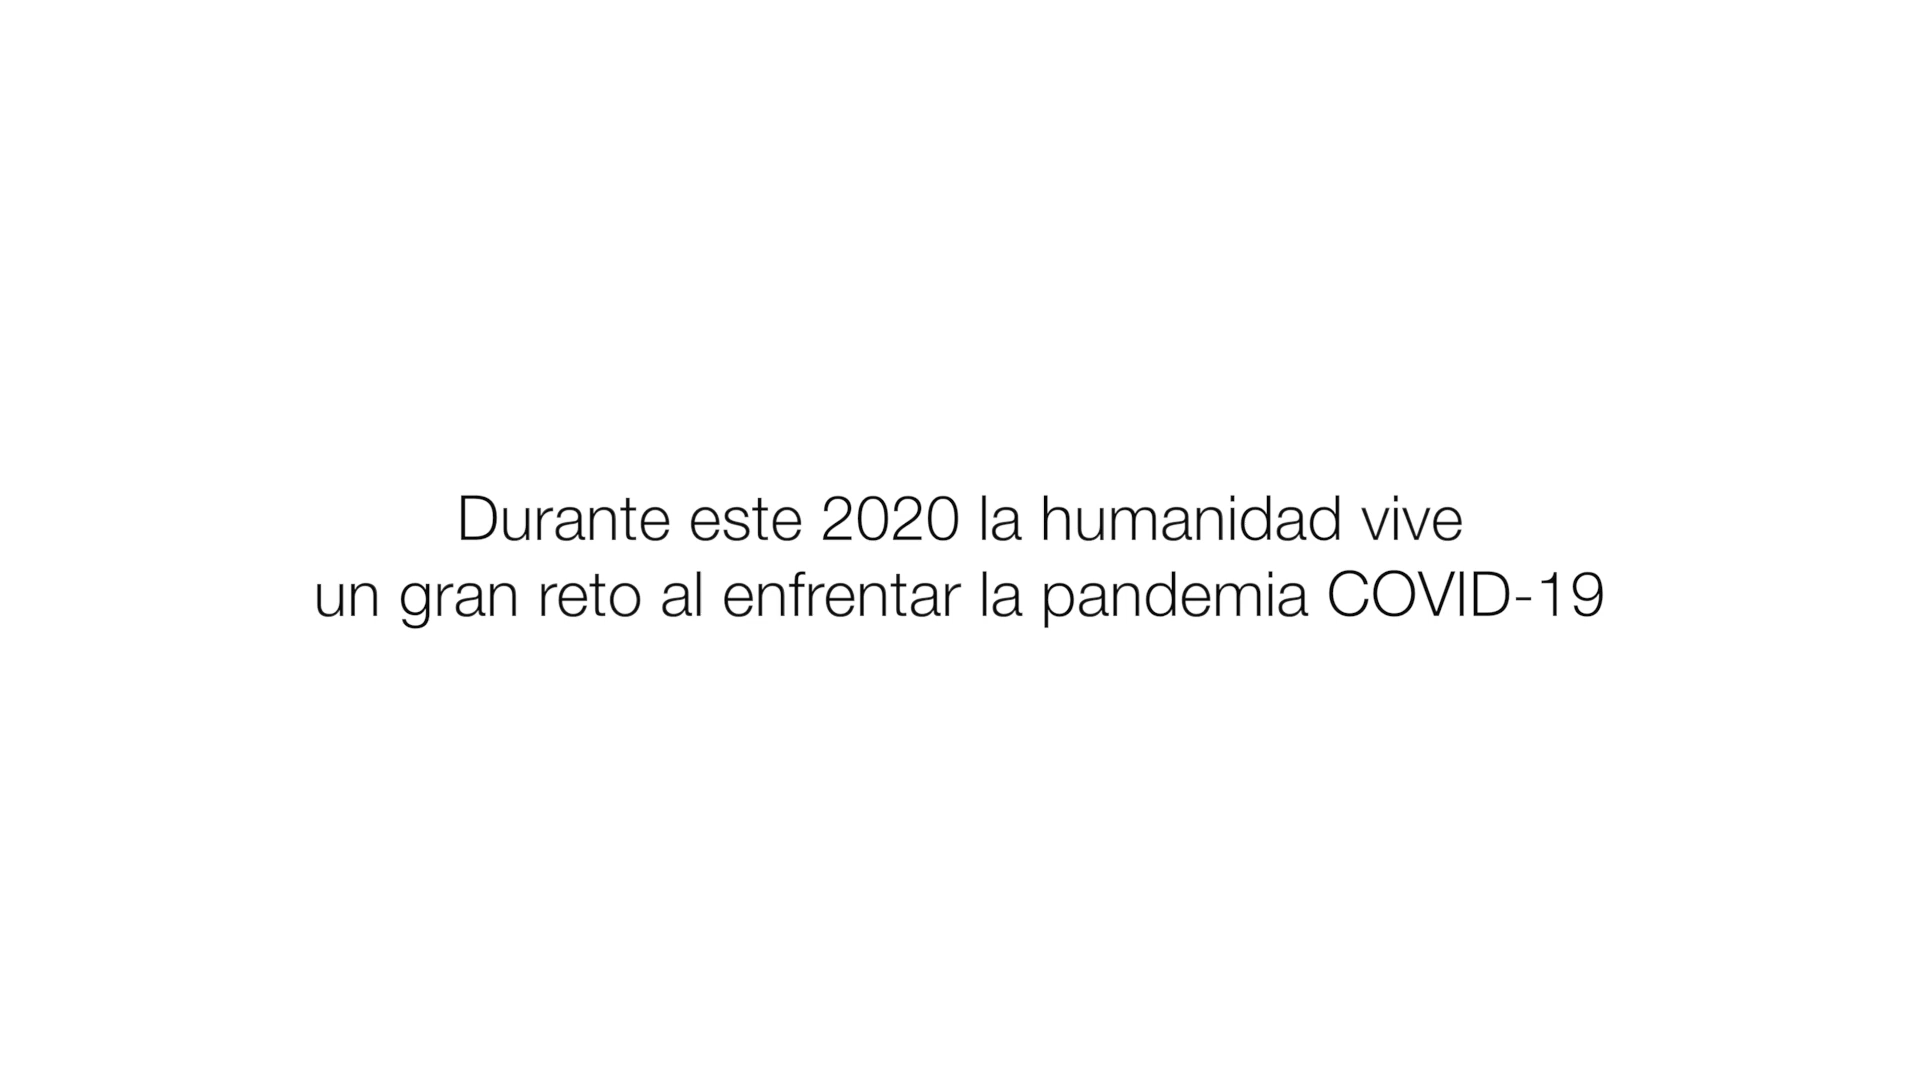 Durante este 2020 la humanidad vive
un gran reto al enfrentar la pandemia COVID-19